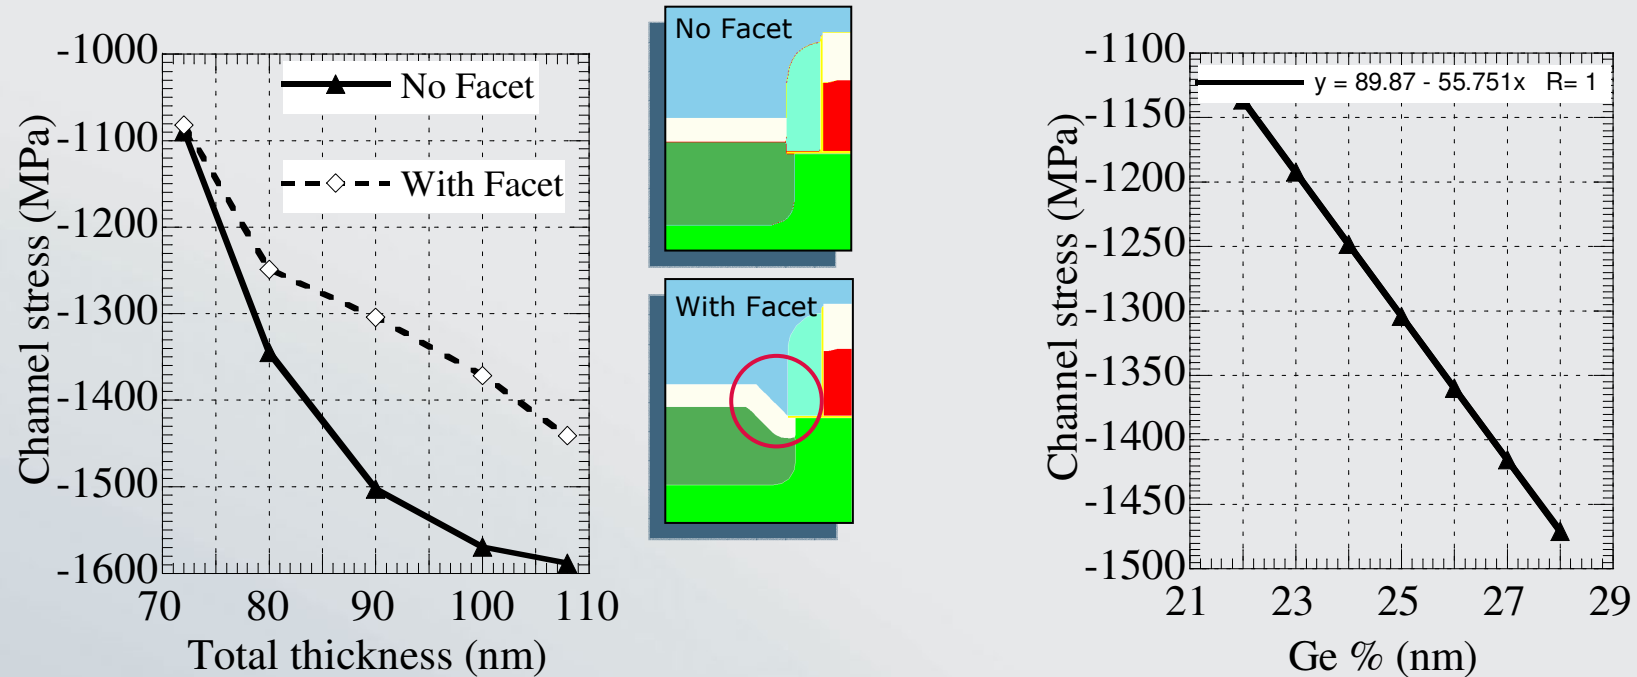 -1000
-1100
-1200
-1300
-1400
-1500
-1600
Channel stress (MPa)
No Facet
With Facet
70 80 90 100 110
Total thickness (nm)
No Facet
With Facet
-1100
-1150
-1200
-1250
-1300
-1350
-1400
-1450
-1500
Channel stress (MPa)
y = 89.87 - 55.751x R= 1
21 23 25 27 29
Ge % (nm)